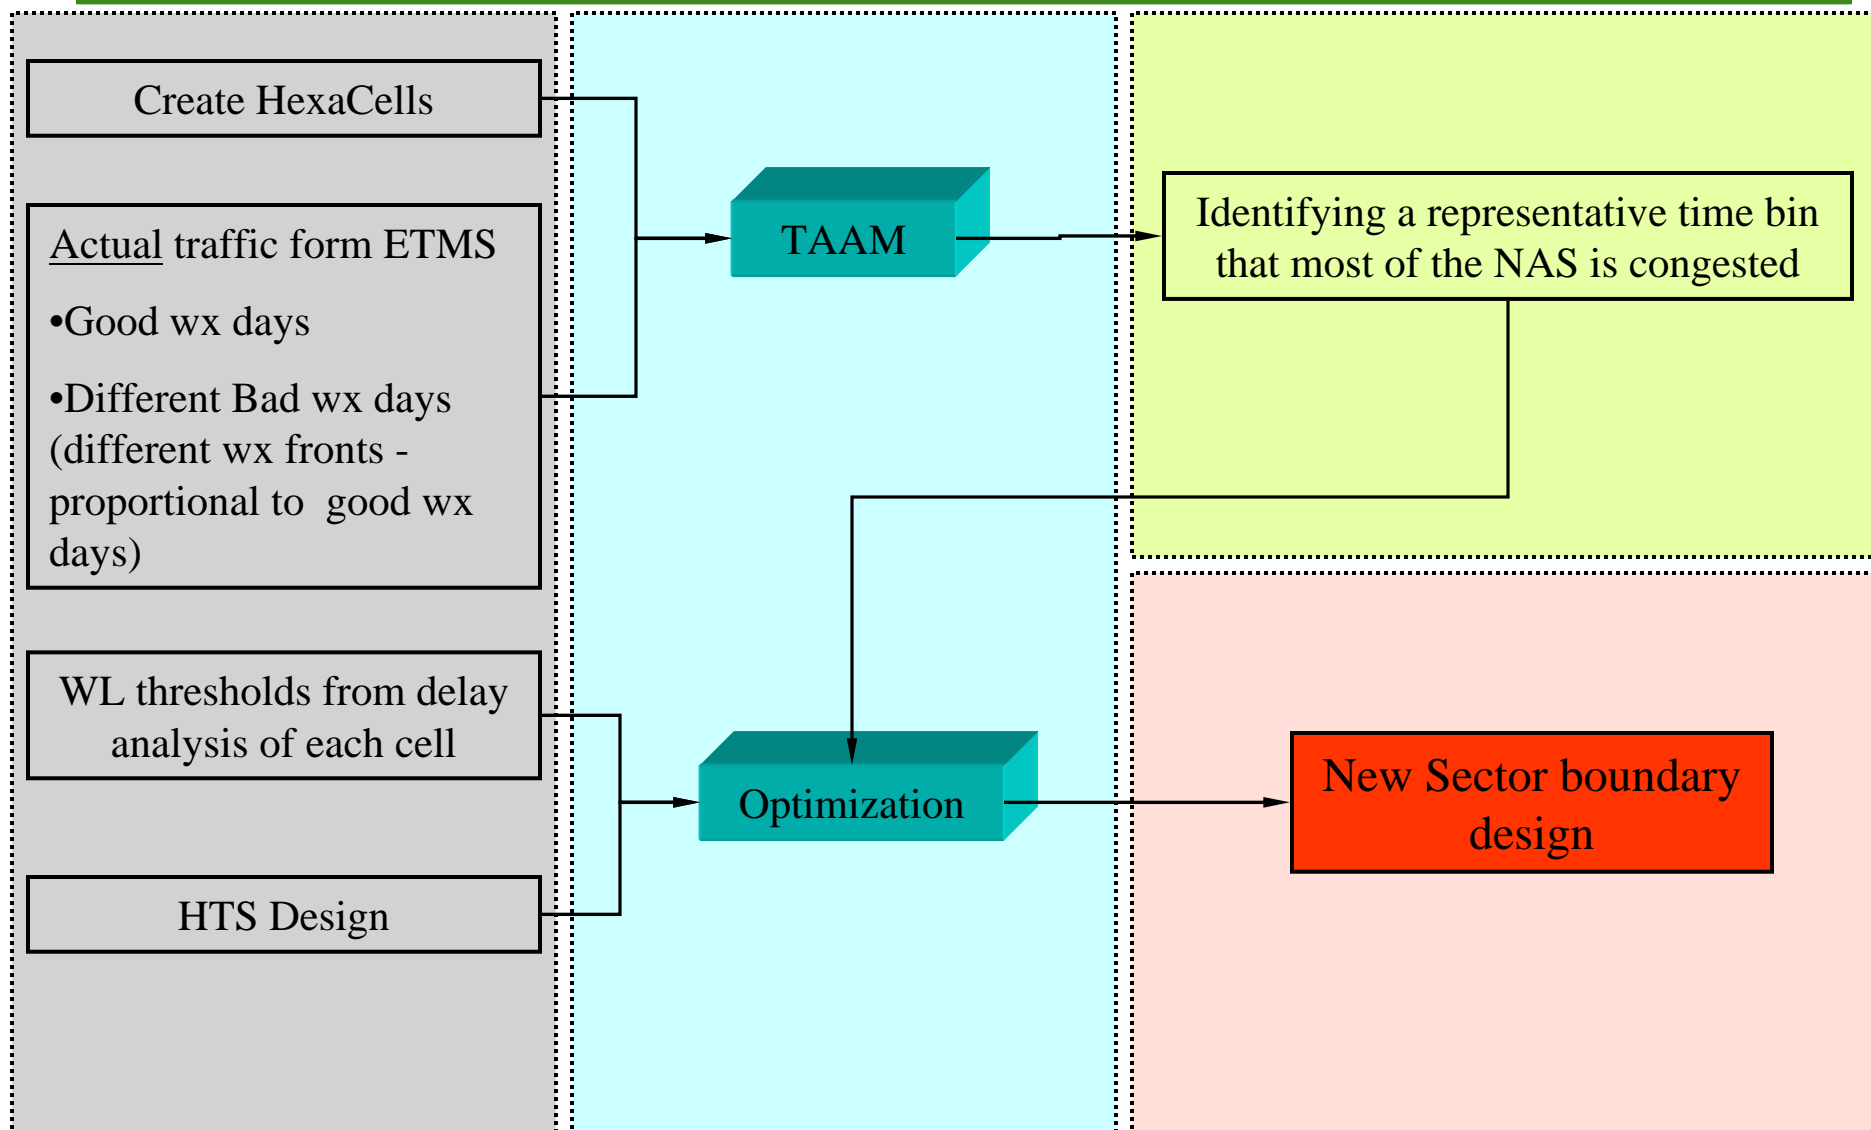 Create HexaCells
Actual traffic form ETMS
•Good wx days
•Different Bad wx days
(different wx fronts -
proportional to  good wx
days)
WL thresholds from delay
analysis of each cell
HTS Design
TAAM
Optimization
Identifying a representative time bin
that most of the NAS is congested
New Sector boundary
design